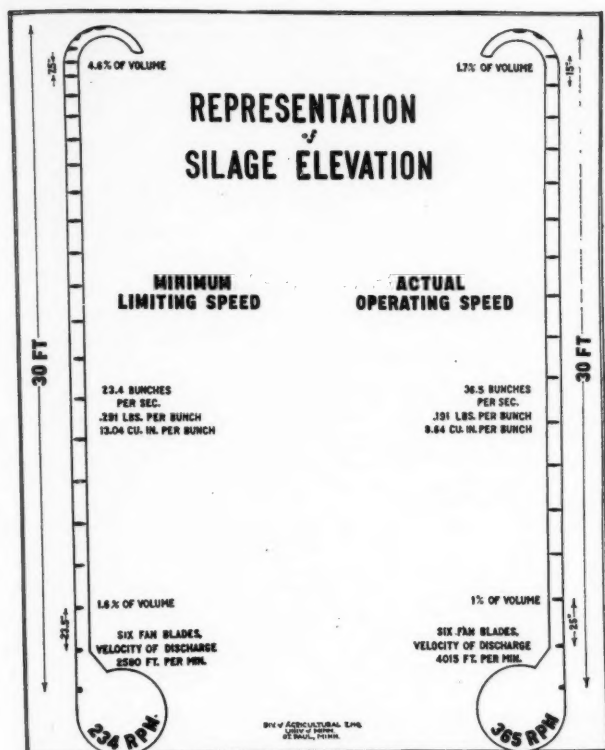 4.6% OF VOLUME
1.7% OF VOLUME
REPRESENTATION
of
SILAGE ELEVATION
MINIMUM
LIMITING SPEED
ACTUAL
OPERATING SPEED
30 FT
30 FT
23.4 BUNCHES
PER SEC.
.291 LBS. PER BUNCH
13.04 CU. IN. PER BUNCH
36.5 BUNCHES
PER SEC.
.191 LBS. PER BUNCH
8.64 CU. IN. PER BUNCH
1.6% OF VOLUME
1% OF VOLUME
23.5"
25"
SIX FAN BLADES,
VELOCITY OF DISCHARGE
2580 FT. PER MIN.
SIX FAN BLADES,
VELOCITY OF DISCHARGE
4015 FT. PER MIN.
234 RPM.
365 RPM
DIV of AGRICULTURAL ENG.
UNIV of MINN.
ST. PAUL, MINN.